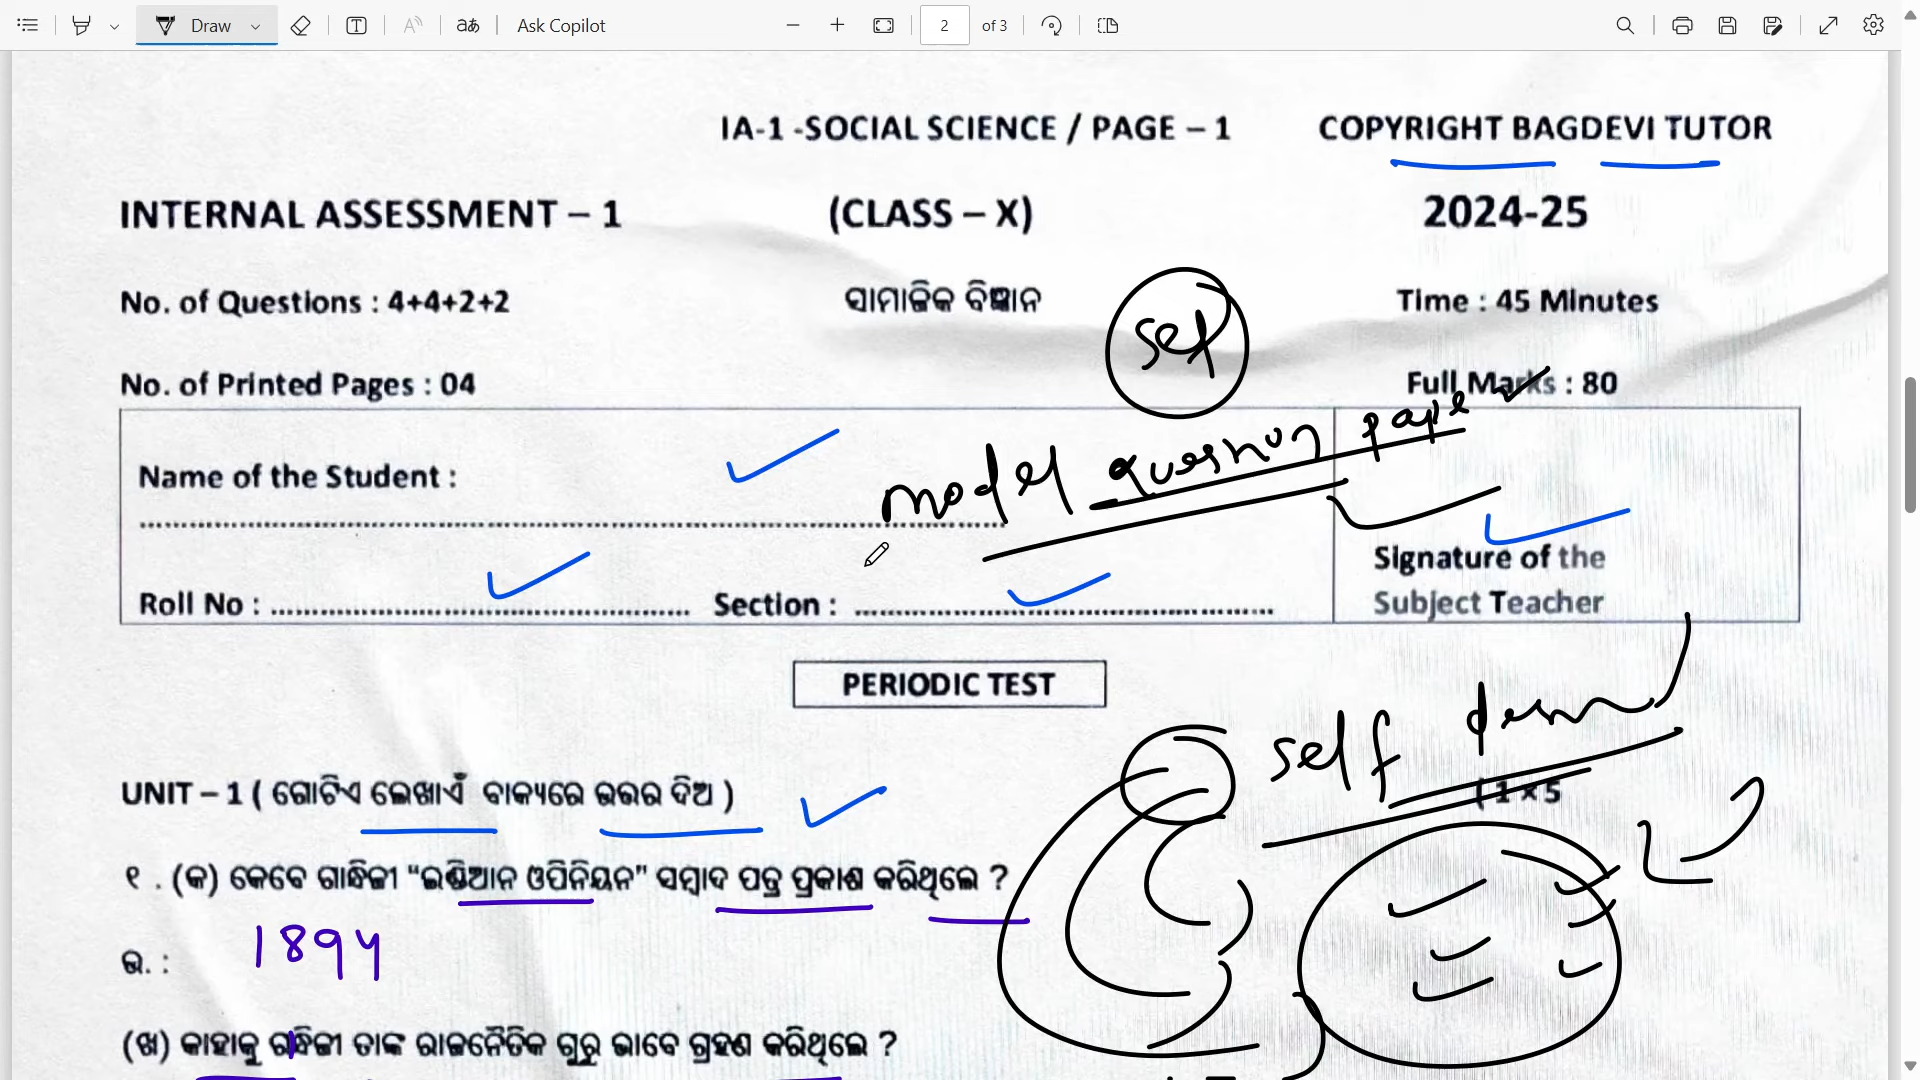 Draw
Ask Copilot
2 of 3
IA-1 -SOCIAL SCIENCE / PAGE – 1 COPYRIGHT BAGDEVI TUTOR
INTERNAL ASSESSMENT – 1 (CLASS – X) 2024-25
No. of Questions : 4+4+2+2 ସାମାଜିକ ବିଜ୍ଞାନ Time : 45 Minutes
set
No. of Printed Pages : 04 Full Marks : 80
model question
Name of the Student :
Signature of the
Subject Teacher
Roll No : Section :
PERIODIC TEST
self
UNIT – 1 ( ଗୋଟିଏ ଲେଖାଏଁ ବାକ୍ୟରେ ଉତ୍ତର ଦିଅ ) ( 1 × 5
୧ . (କ) କେବେ ଗାନ୍ଧିଜୀ “ଇଣ୍ଡିଆନ ଓପିନିୟନ” ସମ୍ବାଦ ପତ୍ର ପ୍ରକାଶ କରିଥିଲେ ?
ଉ. : 1894
(ଖ) କାହାକୁ ଗାନ୍ଧିଜୀ ତାଙ୍କ ରାଜନୈତିକ ଗୁରୁ ଭାବେ ଗ୍ରହଣ କରିଥିଲେ ?